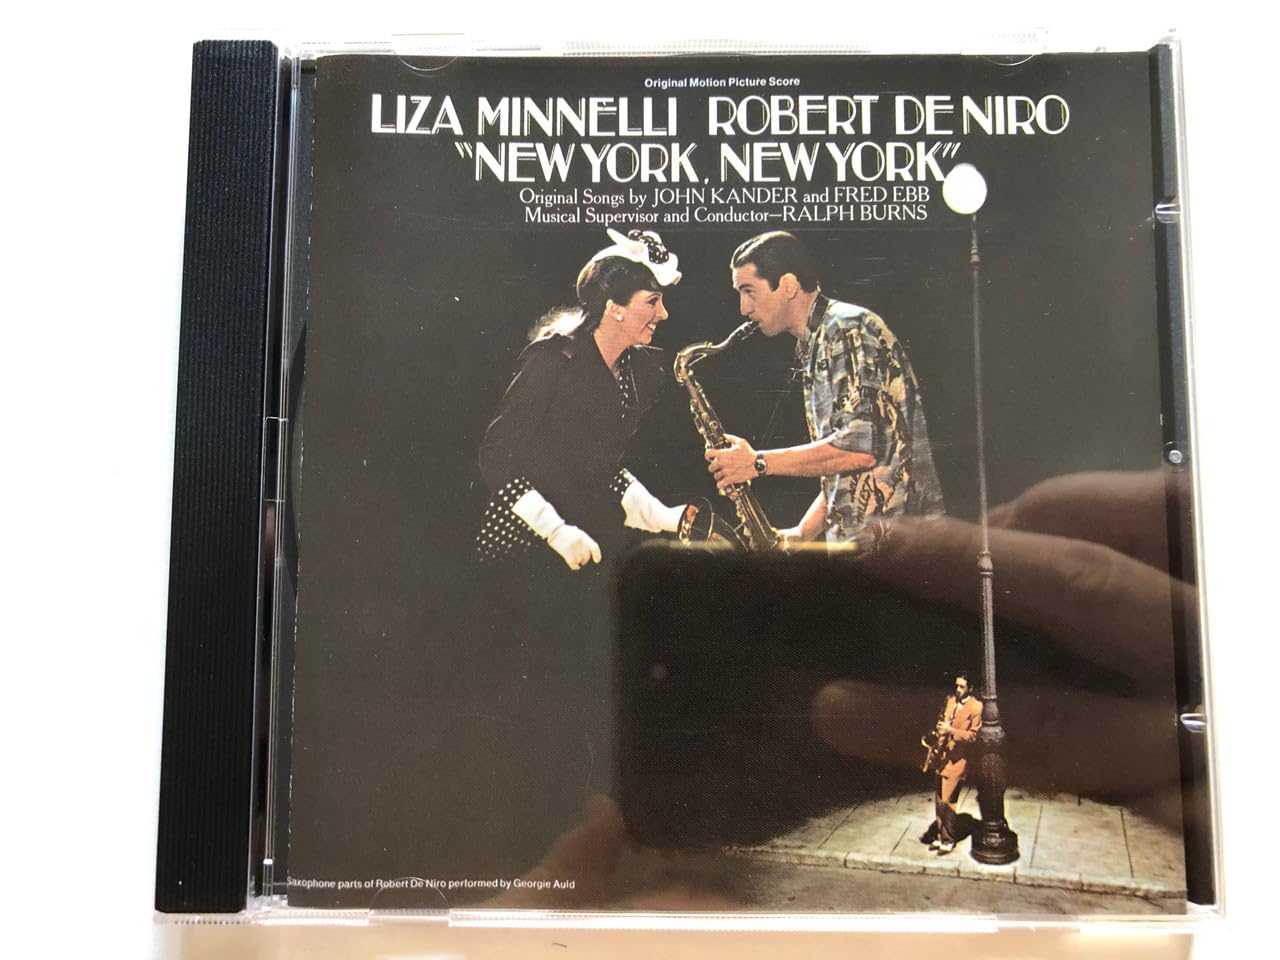 Original Motion Picture Score
LIZA MINNELLI ROBERT DE NIRO
"NEW YORK, NEW YORK"
Original Songs by JOHN KANDER and FRED EBB
Musical Supervisor and Conductor—RALPH BURNS
Saxophone parts of Robert De Niro performed by Georgie Auld